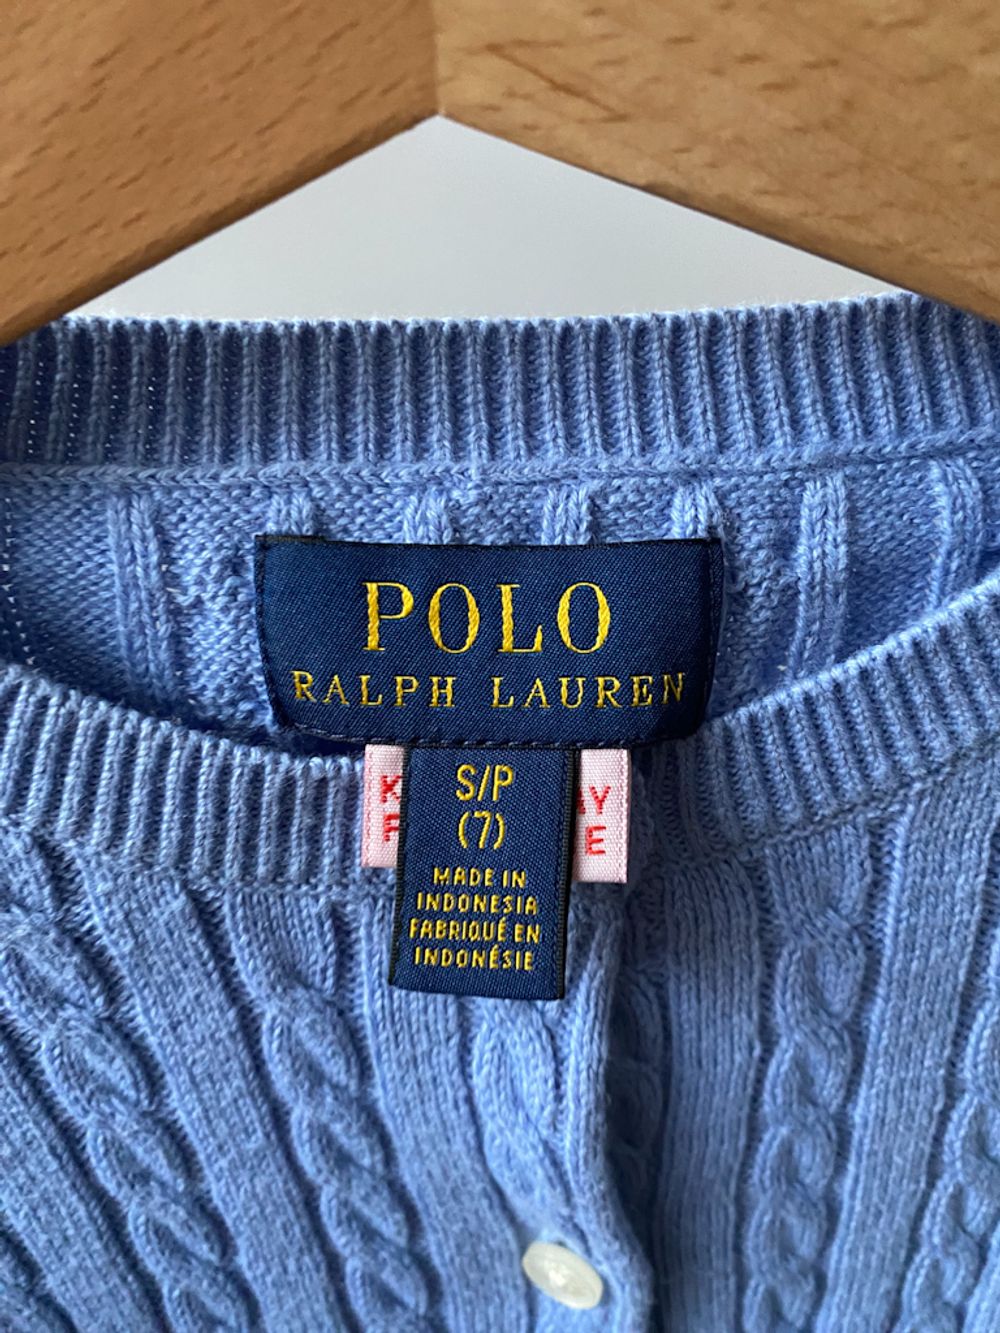 POLO
RALPH LAUREN
S/P
(7)
MADE IN
INDONESIA
FABRIQUÉ EN
INDONÉSIE